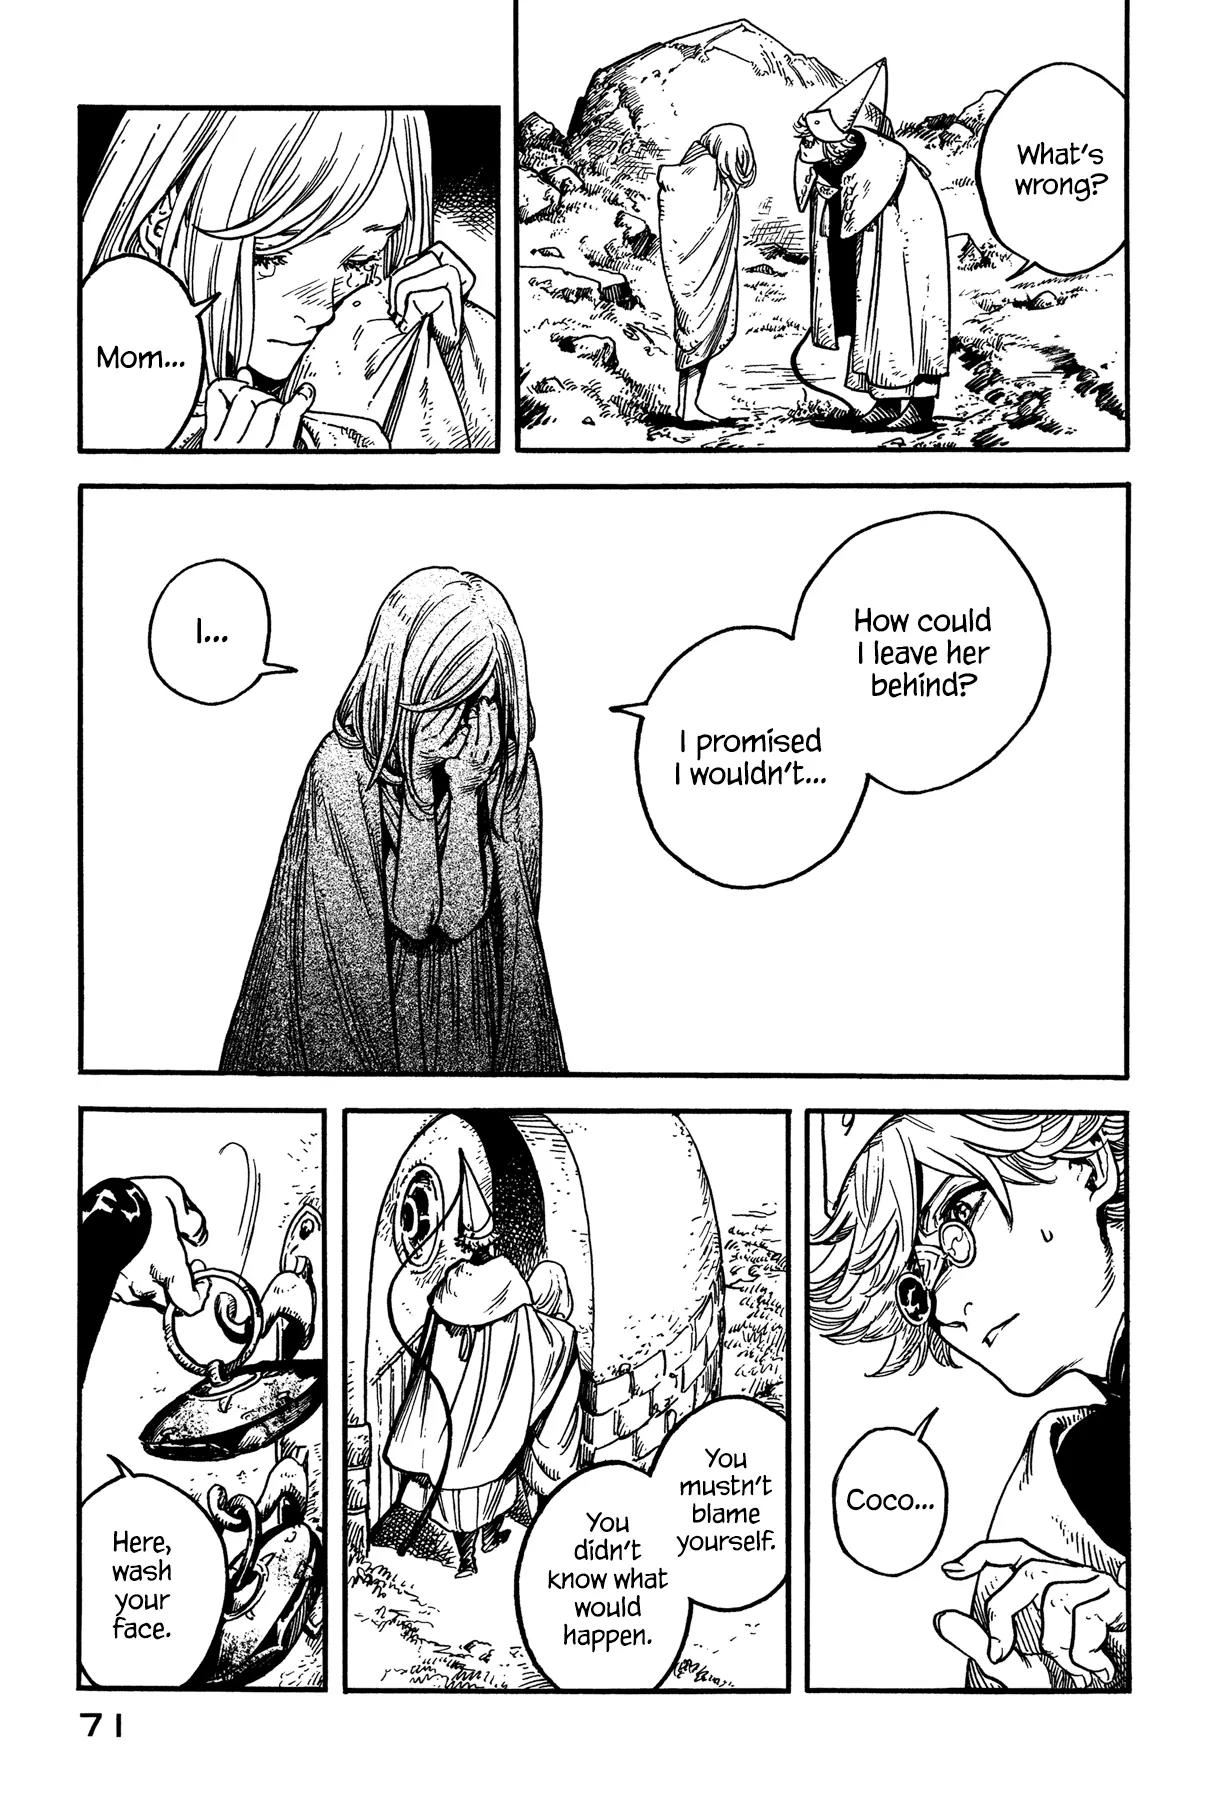 What's
wrong?
Mom...
How could
I leave her
behind?
I promised
I wouldn't...
I...
Coco...
You
mustn't
blame
yourself.
You
didn't
know what
would
happen.
Here,
wash
your
face.
71